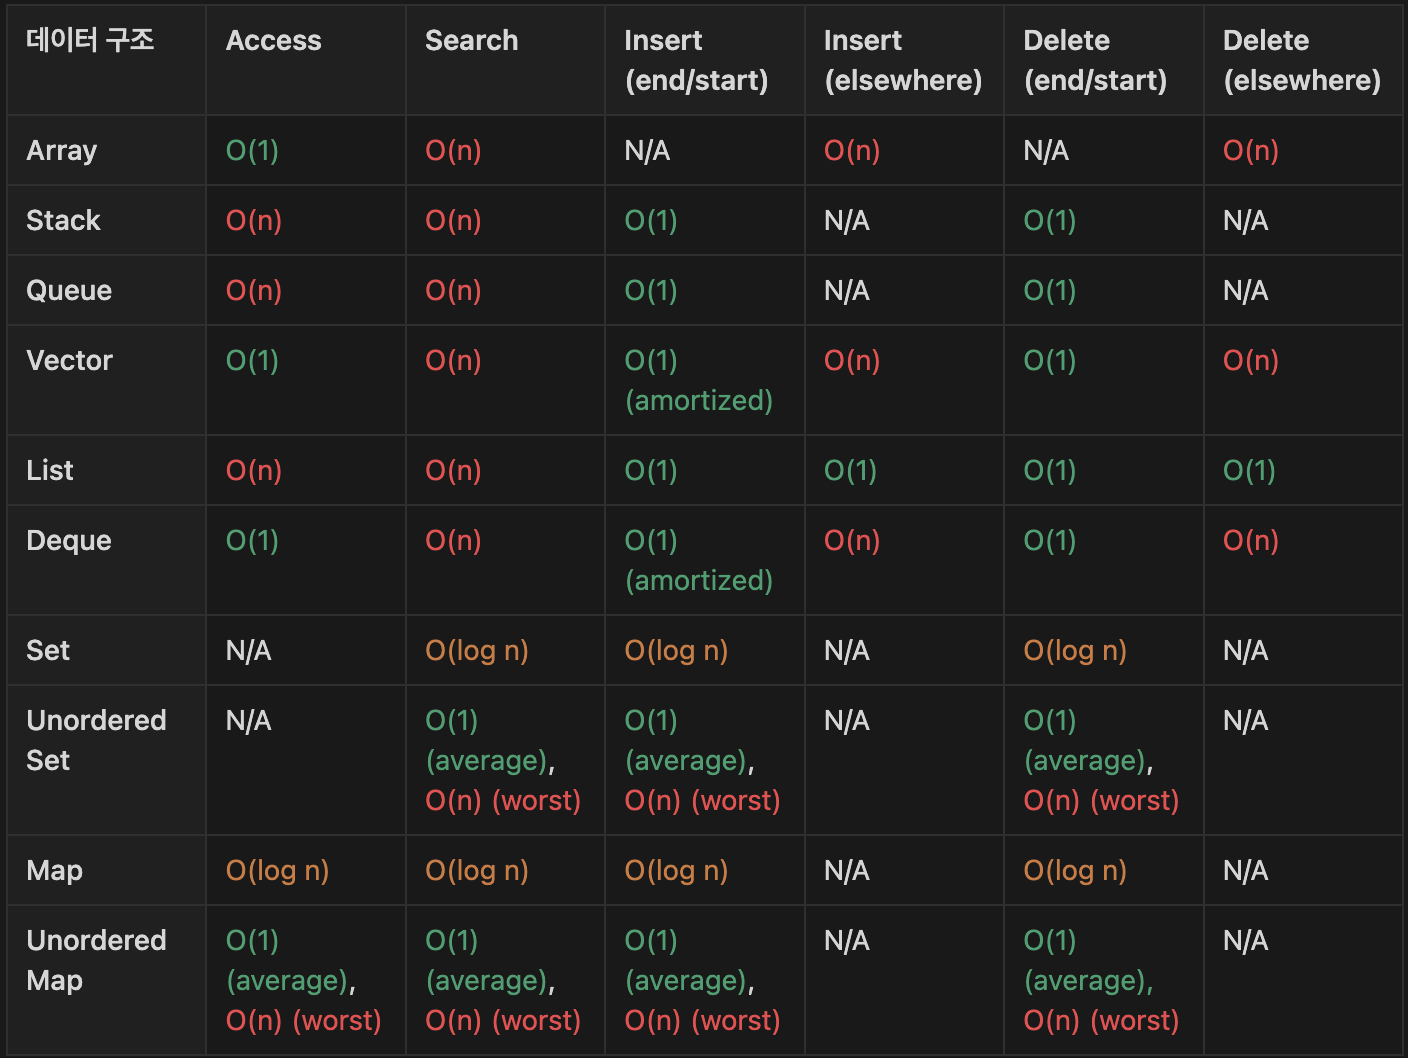 데이터 구조 Access Search Insert Insert Delete Delete
(end/start) (elsewhere) (end/start) (elsewhere)
Array O(1) O(n) N/A O(n) N/A O(n)
Stack O(n) O(n) O(1) N/A O(1) N/A
Queue O(n) O(n) O(1) N/A O(1) N/A
Vector O(1) O(n) O(1) O(n) O(1) O(n)
(amortized)
List O(n) O(n) O(1) O(1) O(1) O(1)
Deque O(1) O(n) O(1) O(n) O(1) O(n)
(amortized)
Set N/A O(log n) O(log n) N/A O(log n) N/A
Unordered N/A O(1) O(1) N/A O(1) N/A
Set (average), (average), (average),
O(n) (worst) O(n) (worst) O(n) (worst)
Map O(log n) O(log n) O(log n) N/A O(log n) N/A
Unordered O(1) O(1) O(1) N/A O(1) N/A
Map (average), (average), (average), (average),
O(n) (worst) O(n) (worst) O(n) (worst) O(n) (worst)